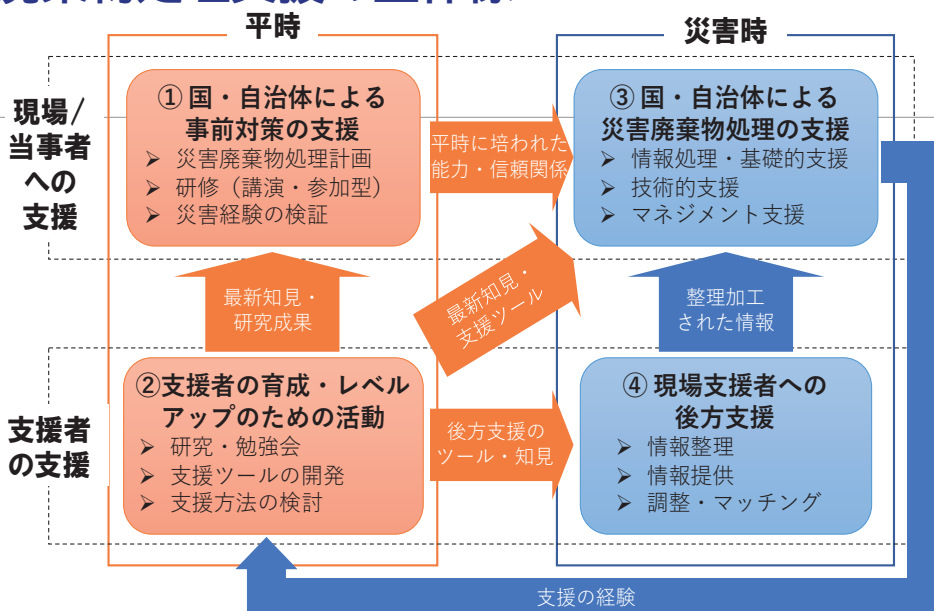 平時
災害時
現場/
当事者
への
支援
① 国・自治体による
事前対策の支援
➢ 災害廃棄物処理計画
➢ 研修（講演・参加型）
➢ 災害経験の検証
平時に培われた
能力・信頼関係
③ 国・自治体による
災害廃棄物処理の支援
➢ 情報処理・基礎的支援
➢ 技術的支援
➢ マネジメント支援
最新知見・
研究成果
最新知見・
支援ツール
整理加工
された情報
支援者
の支援
②支援者の育成・レベル
アップのための活動
➢ 研究・勉強会
➢ 支援ツールの開発
➢ 支援方法の検討
後方支援の
ツール・知見
④ 現場支援者への
後方支援
➢ 情報整理
➢ 情報提供
➢ 調整・マッチング
支援の経験